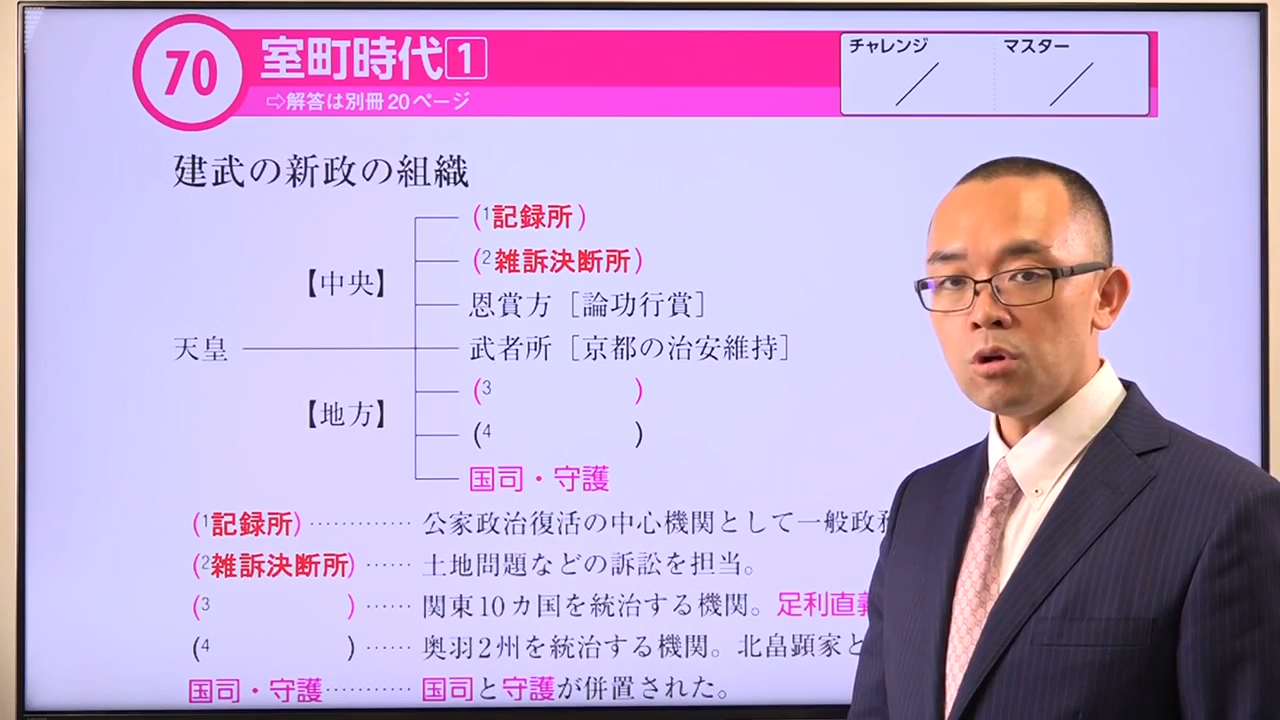 70
室町時代1
⇨解答は別冊20ページ
チャレンジ
マスター
建武の新政の組織
天皇
【中央】
【地方】
(1記録所)
(2雑訴決断所)
恩賞方［論功行賞］
武者所［京都の治安維持］
(3 )
(4 )
国司・守護
(1記録所)………… 公家政治復活の中心機関として一般政務
(2雑訴決断所)…… 土地問題などの訴訟を担当。
(3 )…… 関東10カ国を統治する機関。足利直義
(4 )…… 奥羽2州を統治する機関。北畠顕家と
国司・守護………… 国司と守護が併置された。